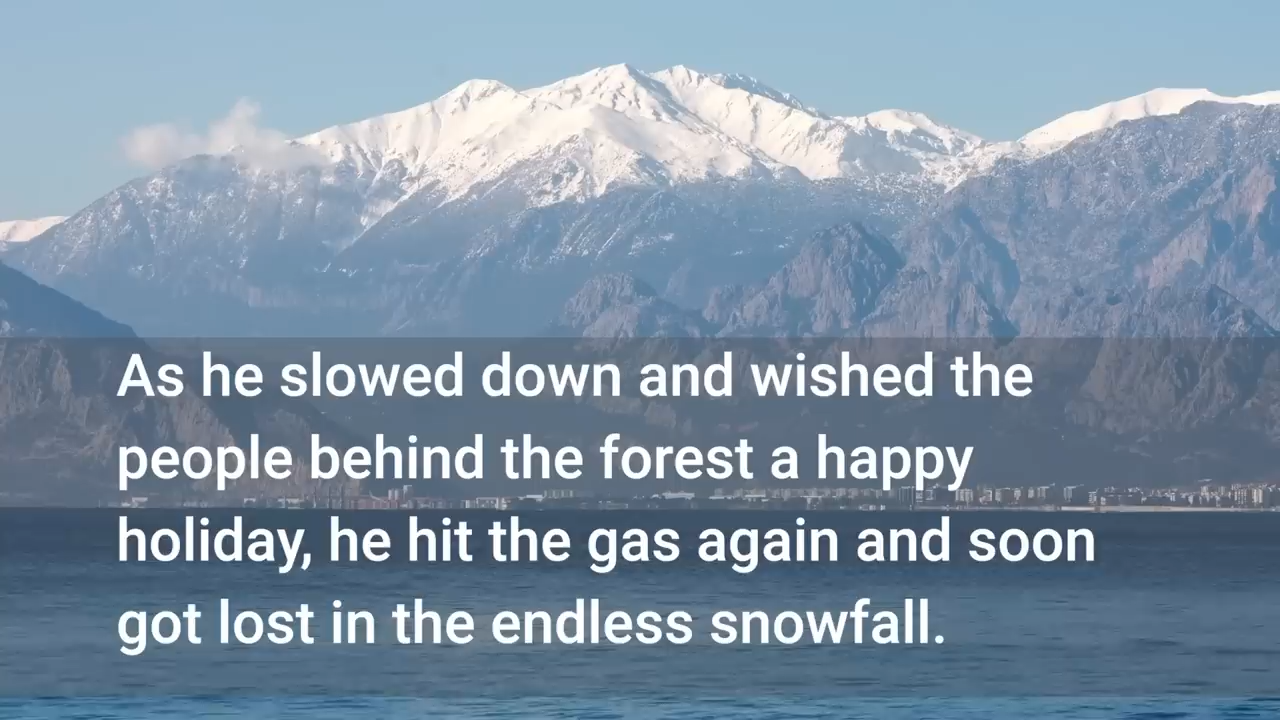 As he slowed down and wished the
people behind the forest a happy
holiday, he hit the gas again and soon
got lost in the endless snowfall.